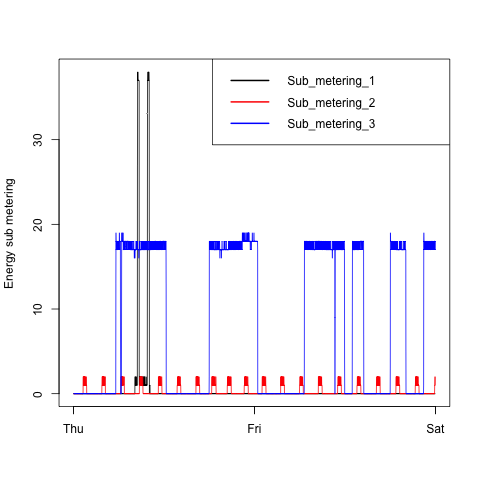 Sub_metering_1
Sub_metering_2
Sub_metering_3
Energy sub metering
30
20
10
0
Thu Fri Sat